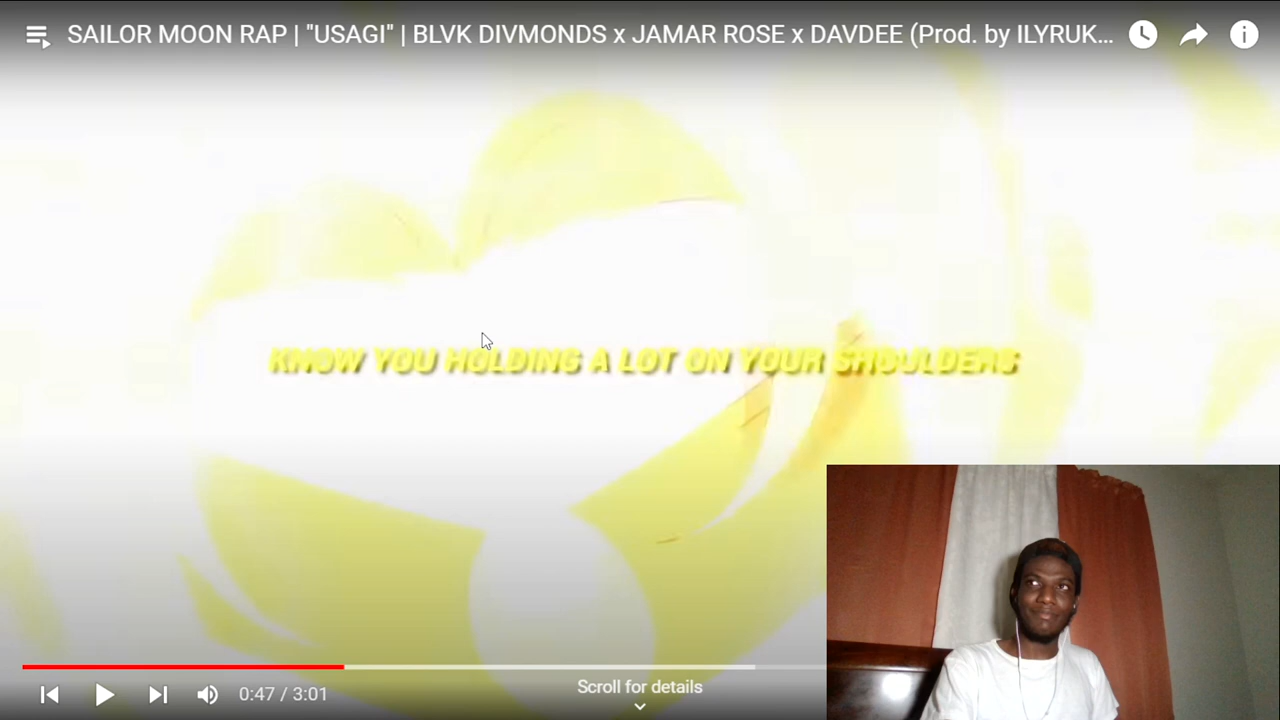 SAILOR MOON RAP | "USAGI" | BLVK DIVMONDS x JAMAR ROSE x DAVDEE (Prod. by ILYRUK...
KNOW YOU HOLDING A LOT ON YOUR SHOULDERS
Scroll for details
0:47 / 3:01